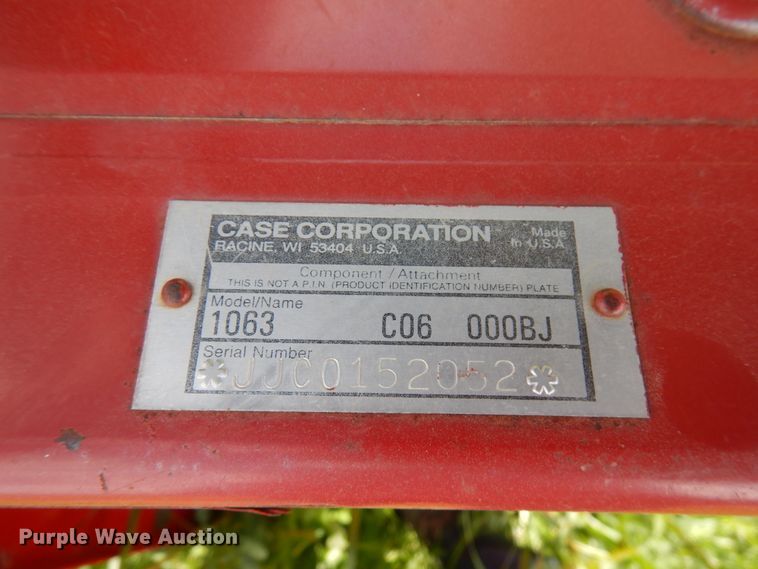 CASE CORPORATION
RACINE, WI 53404 U.S.A.
Made
in U.S.A.
Component / Attachment
THIS IS NOT A P.I.N. (PRODUCT IDENTIFICATION NUMBER) PLATE
Model/Name
1063 C06 000BJ
Serial Number
*JJC0152052*
Purple Wave Auction®